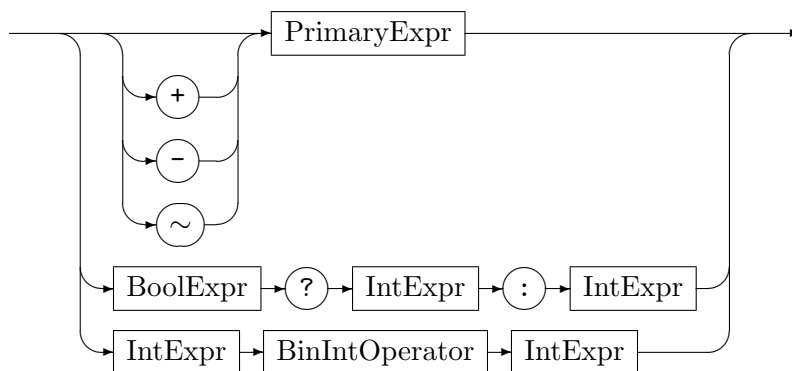 PrimaryExpr
+
-
~
BoolExpr ? IntExpr : IntExpr
IntExpr BinIntOperator IntExpr